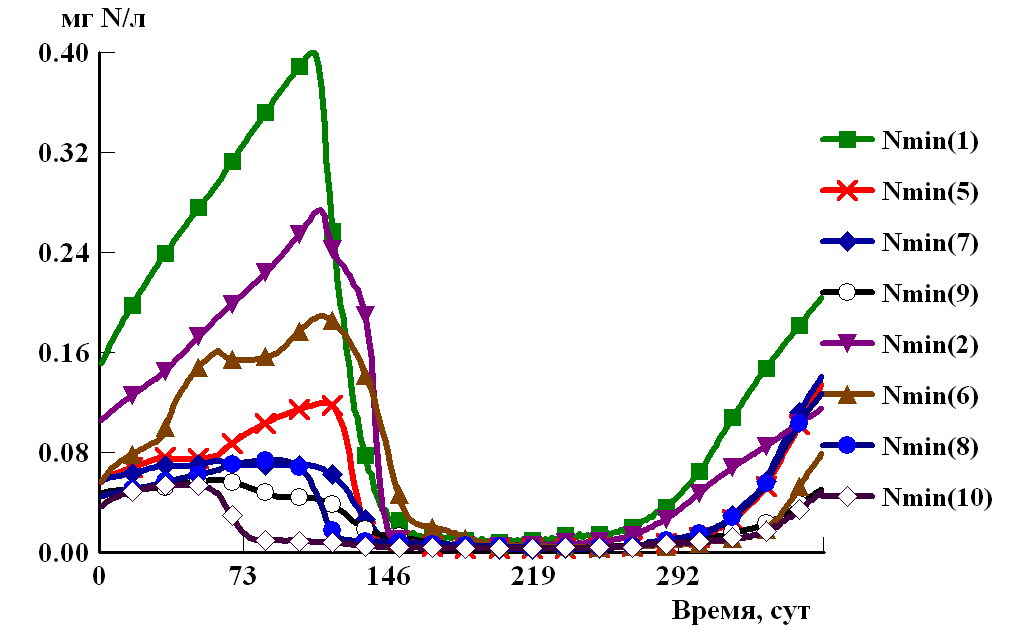 мг N/л
0.40
0.32
0.24
0.16
0.08
0.00
0 73 146 219 292
Время, сут
Nmin(1)
Nmin(5)
Nmin(7)
Nmin(9)
Nmin(2)
Nmin(6)
Nmin(8)
Nmin(10)